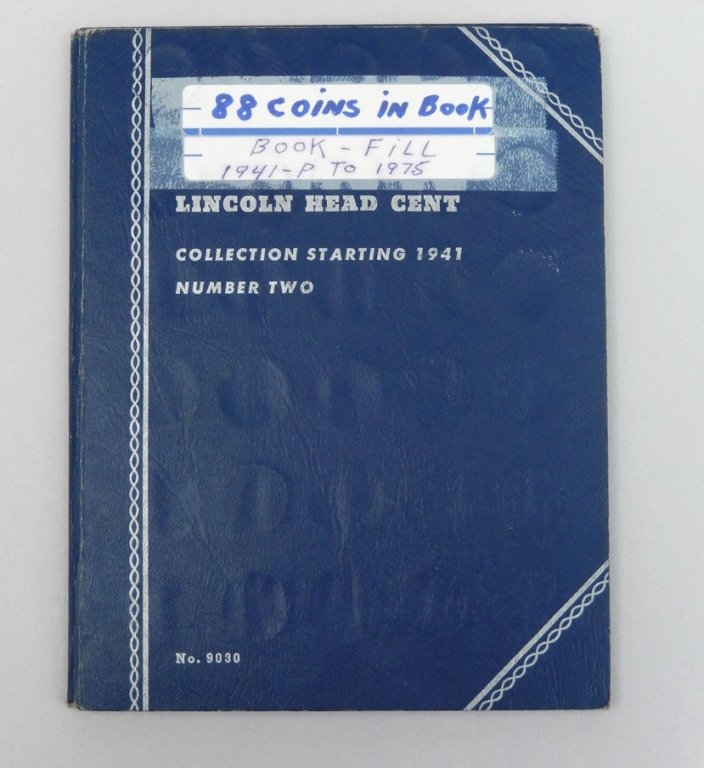 88 COiNS iN BooK
BOOK - FiLL
1941-P TO 1975
LINCOLN HEAD CENT
COLLECTION STARTING 1941
NUMBER TWO
No. 9030